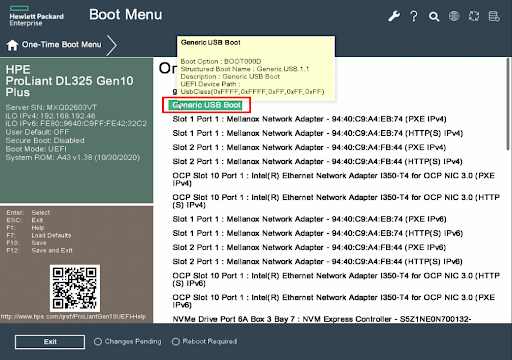 Hewlett Packard
Enterprise
Boot Menu
One-Time Boot Menu
HPE
ProLiant DL325 Gen10
Plus
Server SN: MXQ02603VT
iLO IPv4: 192.168.192.46
iLO IPv6: FE80::9640:C9FF:FE42:32C2
User Default: OFF
Secure Boot: Disabled
Boot Mode: UEFI
System ROM: A43 v1.38 (10/30/2020)
Enter: Select
ESC: Exit
F1: Help
F7: Load Defaults
F10: Save
F12: Save and Exit
http://www.hpe.com/qref/ProLiantGen10UEFI-Help
On
Generic USB Boot
Boot Option : BOOT000D
Structured Boot Name : Generic.USB.1.1
Description : Generic USB Boot
UEFI Device Path :
UsbClass(0xFFFF,0xFFFF,0xFF,0xFF,0xFF)
Generic USB Boot
Slot 1 Port 1 : Mellanox Network Adapter - 94:40:C9:A4:EB:74 (PXE IPv4)
Slot 1 Port 1 : Mellanox Network Adapter - 94:40:C9:A4:EB:74 (HTTP(S) IPv4)
Slot 2 Port 1 : Mellanox Network Adapter - 94:40:C9:A4:FB:44 (PXE IPv4)
Slot 2 Port 1 : Mellanox Network Adapter - 94:40:C9:A4:FB:44 (HTTP(S) IPv4)
OCP Slot 10 Port 1 : Intel(R) Ethernet Network Adapter I350-T4 for OCP NIC 3.0 (PXE
IPv4)
OCP Slot 10 Port 1 : Intel(R) Ethernet Network Adapter I350-T4 for OCP NIC 3.0 (HTTP
(S) IPv4)
Slot 1 Port 1 : Mellanox Network Adapter - 94:40:C9:A4:EB:74 (PXE IPv6)
Slot 1 Port 1 : Mellanox Network Adapter - 94:40:C9:A4:EB:74 (HTTP(S) IPv6)
Slot 2 Port 1 : Mellanox Network Adapter - 94:40:C9:A4:FB:44 (PXE IPv6)
Slot 2 Port 1 : Mellanox Network Adapter - 94:40:C9:A4:FB:44 (HTTP(S) IPv6)
OCP Slot 10 Port 1 : Intel(R) Ethernet Network Adapter I350-T4 for OCP NIC 3.0 (HTTP
(S) IPv6)
OCP Slot 10 Port 1 : Intel(R) Ethernet Network Adapter I350-T4 for OCP NIC 3.0 (PXE
IPv6)
NVMe Drive Port 6A Box 3 Bay 7 : NVM Express Controller - S5Z1NE0N700132-
Exit
Changes Pending
Reboot Required